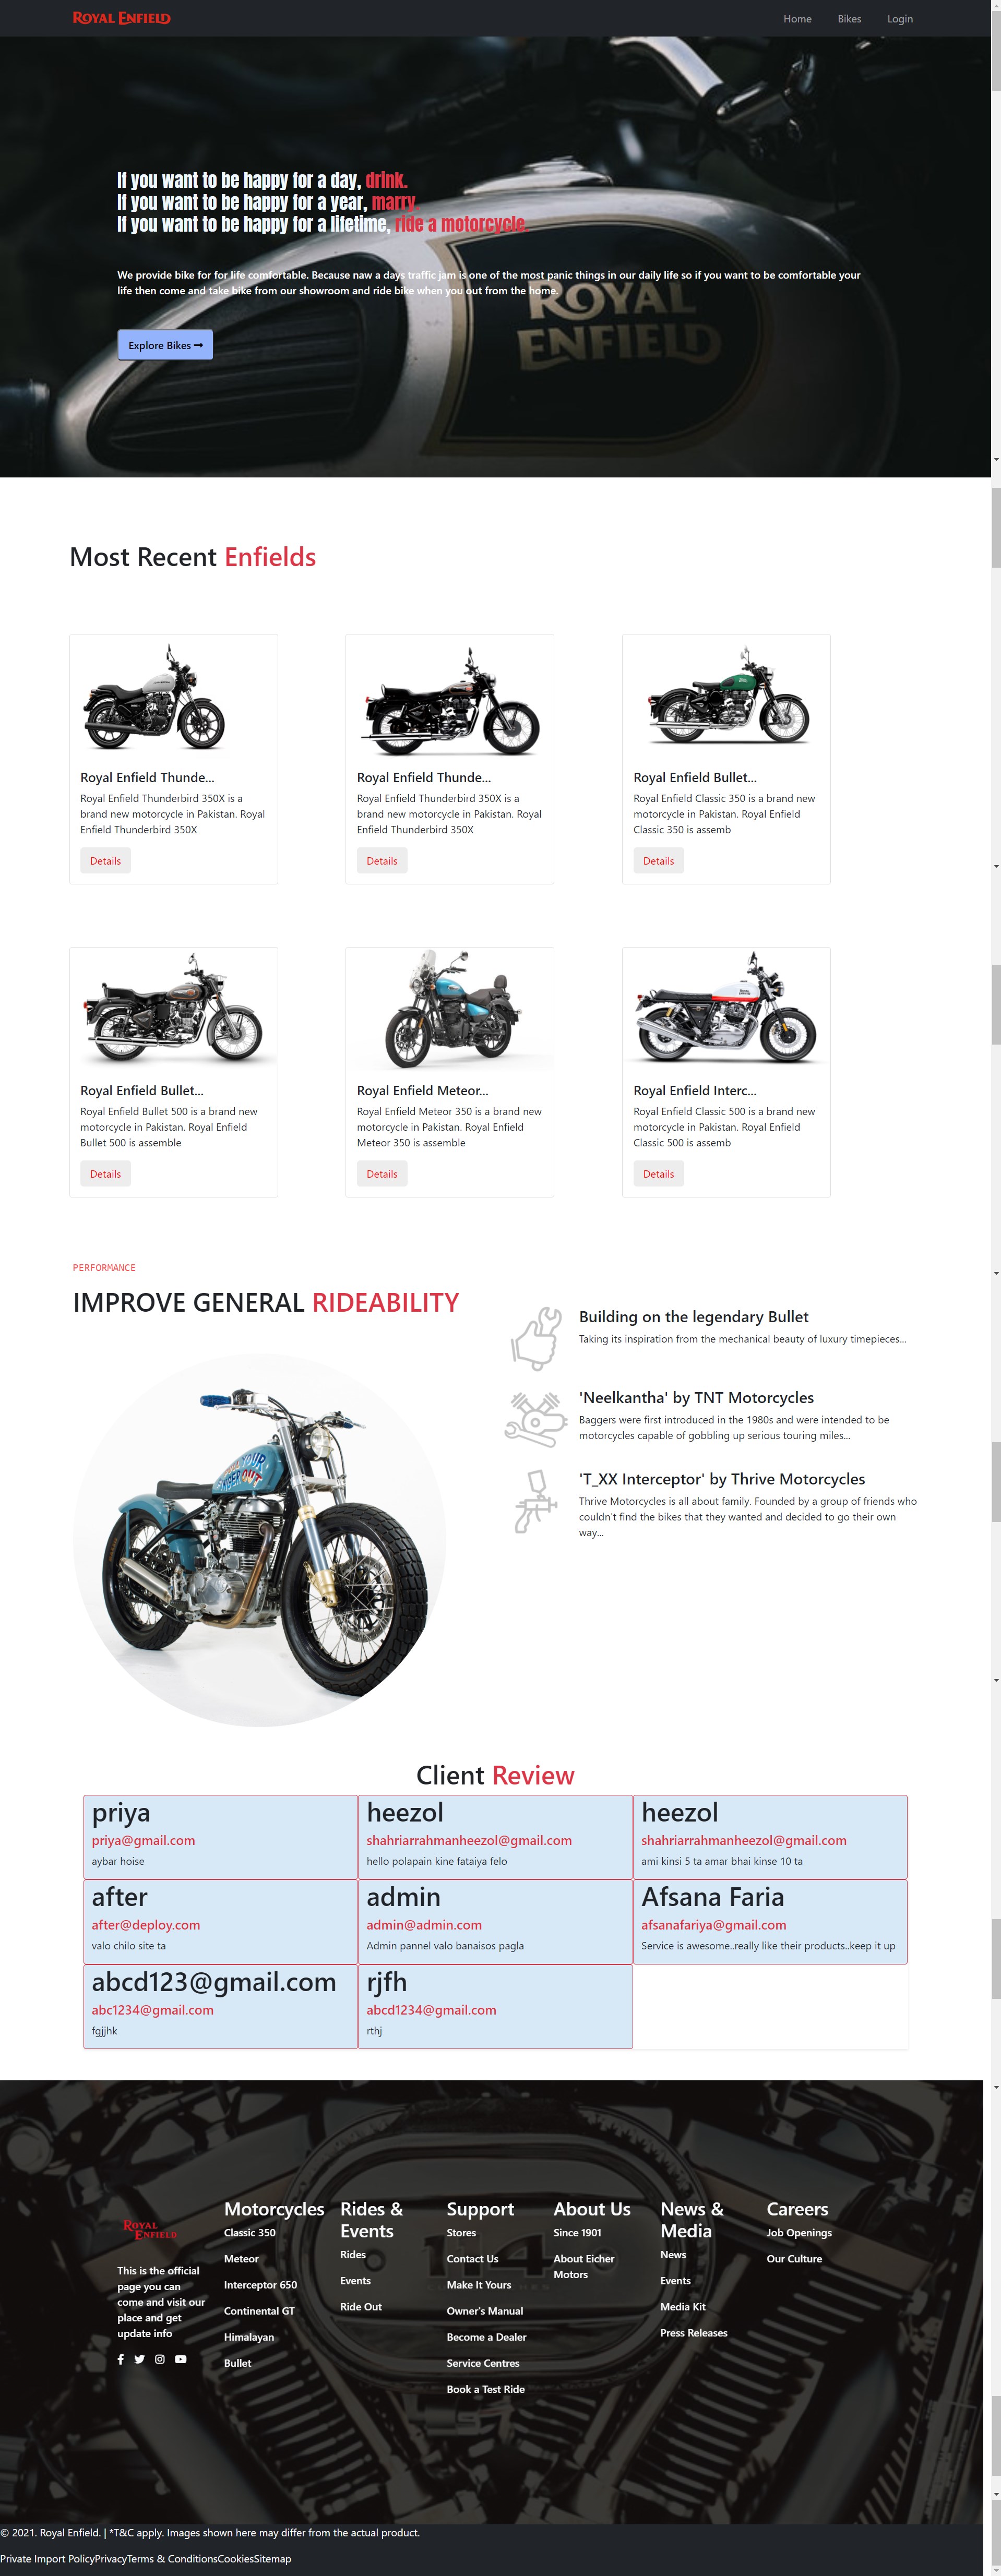 ROYAL ENFIELD
Home Bikes Login
If you want to be happy for a day, drink.
If you want to be happy for a year, marry
If you want to be happy for a lifetime, ride a motorcycle.
We provide bike for for life comfortable. Because naw a days traffic jam is one of the most panic things in our daily life so if you want to be comfortable your
life then come and take bike from our showroom and ride bike when you out from the home.
ROYAL
ENFIELD
Explore Bikes
Most Recent Enfields
Royal Enfield Thunde...
Royal Enfield Thunderbird 350X is a
brand new motorcycle in Pakistan. Royal
Enfield Thunderbird 350X
Details
Royal Enfield Thunde...
Royal Enfield Thunderbird 350X is a
brand new motorcycle in Pakistan. Royal
Enfield Thunderbird 350X
Details
Royal Enfield Bullet...
Royal Enfield Classic 350 is a brand new
motorcycle in Pakistan. Royal Enfield
Classic 350 is assemb
Details
Royal Enfield Bullet...
Royal Enfield Bullet 500 is a brand new
motorcycle in Pakistan. Royal Enfield
Bullet 500 is assemble
Details
Royal Enfield Meteor...
Royal Enfield Meteor 350 is a brand new
motorcycle in Pakistan. Royal Enfield
Meteor 350 is assemble
Details
Royal Enfield Interc...
Royal Enfield Classic 500 is a brand new
motorcycle in Pakistan. Royal Enfield
Classic 500 is assemb
Details
PERFORMANCE
IMPROVE GENERAL RIDEABILITY
OUT
Building on the legendary Bullet
Taking its inspiration from the mechanical beauty of luxury timepieces...
'Neelkantha' by TNT Motorcycles
Baggers were first introduced in the 1980s and were intended to be
motorcycles capable of gobbling up serious touring miles...
'T_XX Interceptor' by Thrive Motorcycles
Thrive Motorcycles is all about family. Founded by a group of friends who
couldn't find the bikes that they wanted and decided to go their own
way...
Client Review
priya
priya@gmail.com
aybar hoise
heezol
shahriarrahmanheezol@gmail.com
hello polapain kine fataiya felo
heezol
shahriarrahmanheezol@gmail.com
ami kinsi 5 ta amar bhai kinse 10 ta
after
after@deploy.com
valo chilo site ta
admin
admin@admin.com
Admin pannel valo banaisos pagla
Afsana Faria
afsanafariya@gmail.com
Service is awesome..really like their products..keep it up
abcd123@gmail.com
abc1234@gmail.com
fgjjhk
rjfh
abcd1234@gmail.com
rthj
ROYAL
ENFIELD
This is the official
page you can
come and visit our
place and get
update info
Motorcycles
Classic 350
Meteor
Interceptor 650
Continental GT
Himalayan
Bullet
Rides &
Events
Rides
Events
Ride Out
Support
Stores
Contact Us
Make It Yours
Owner's Manual
Become a Dealer
Service Centres
Book a Test Ride
About Us
Since 1901
About Eicher
Motors
News &
Media
News
Events
Media Kit
Press Releases
Careers
Job Openings
Our Culture
© 2021. Royal Enfield. | *T&C apply. Images shown here may differ from the actual product.
Private Import PolicyPrivacyTerms & ConditionsCookiesSitemap